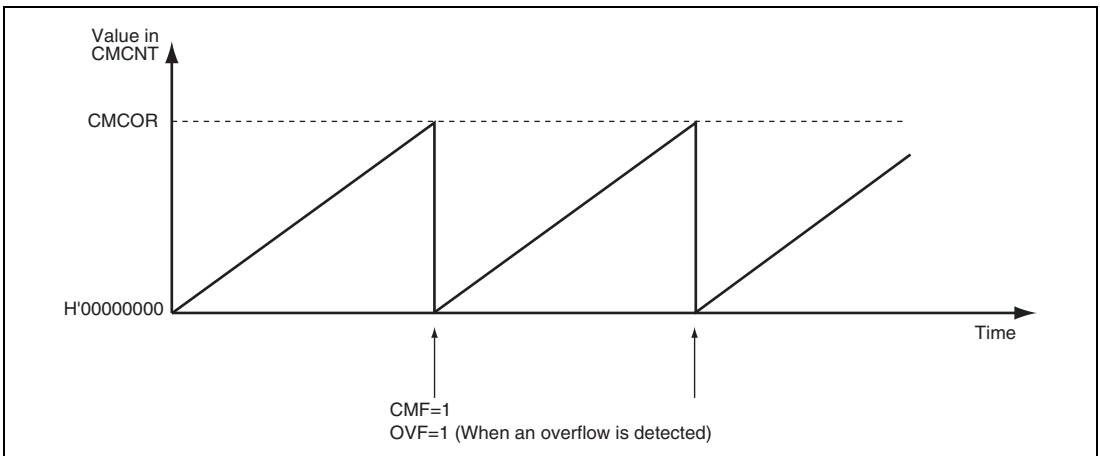 Value in
CMCNT
CMCOR
H'00000000
Time
CMF=1
OVF=1 (When an overflow is detected)